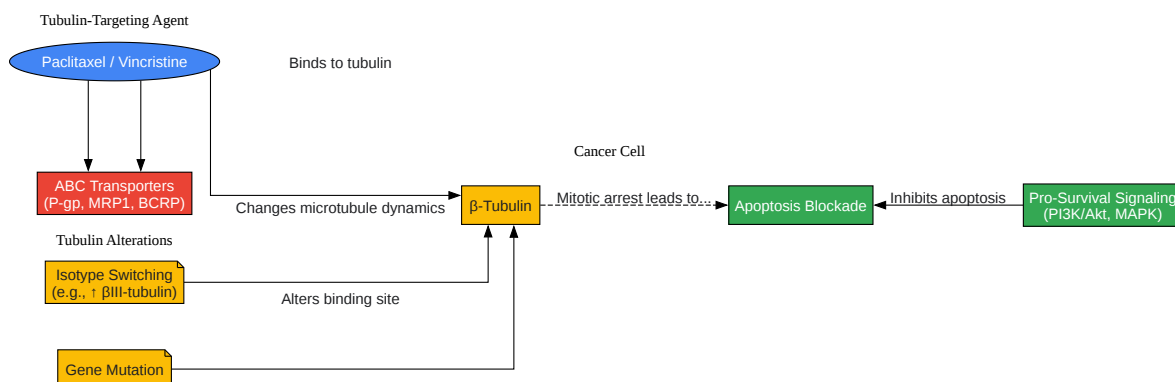 Tubulin-Targeting Agent
Paclitaxel / Vincristine
Binds to tubulin
Cancer Cell
ABC Transporters
(P-gp, MRP1, BCRP)
Changes microtubule dynamics
β-Tubulin
Mitotic arrest leads to...
Apoptosis Blockade
Inhibits apoptosis
Pro-Survival Signaling
(PI3K/Akt, MAPK)
Tubulin Alterations
Isotype Switching
(e.g., ↑ βIII-tubulin)
Alters binding site
Gene Mutation